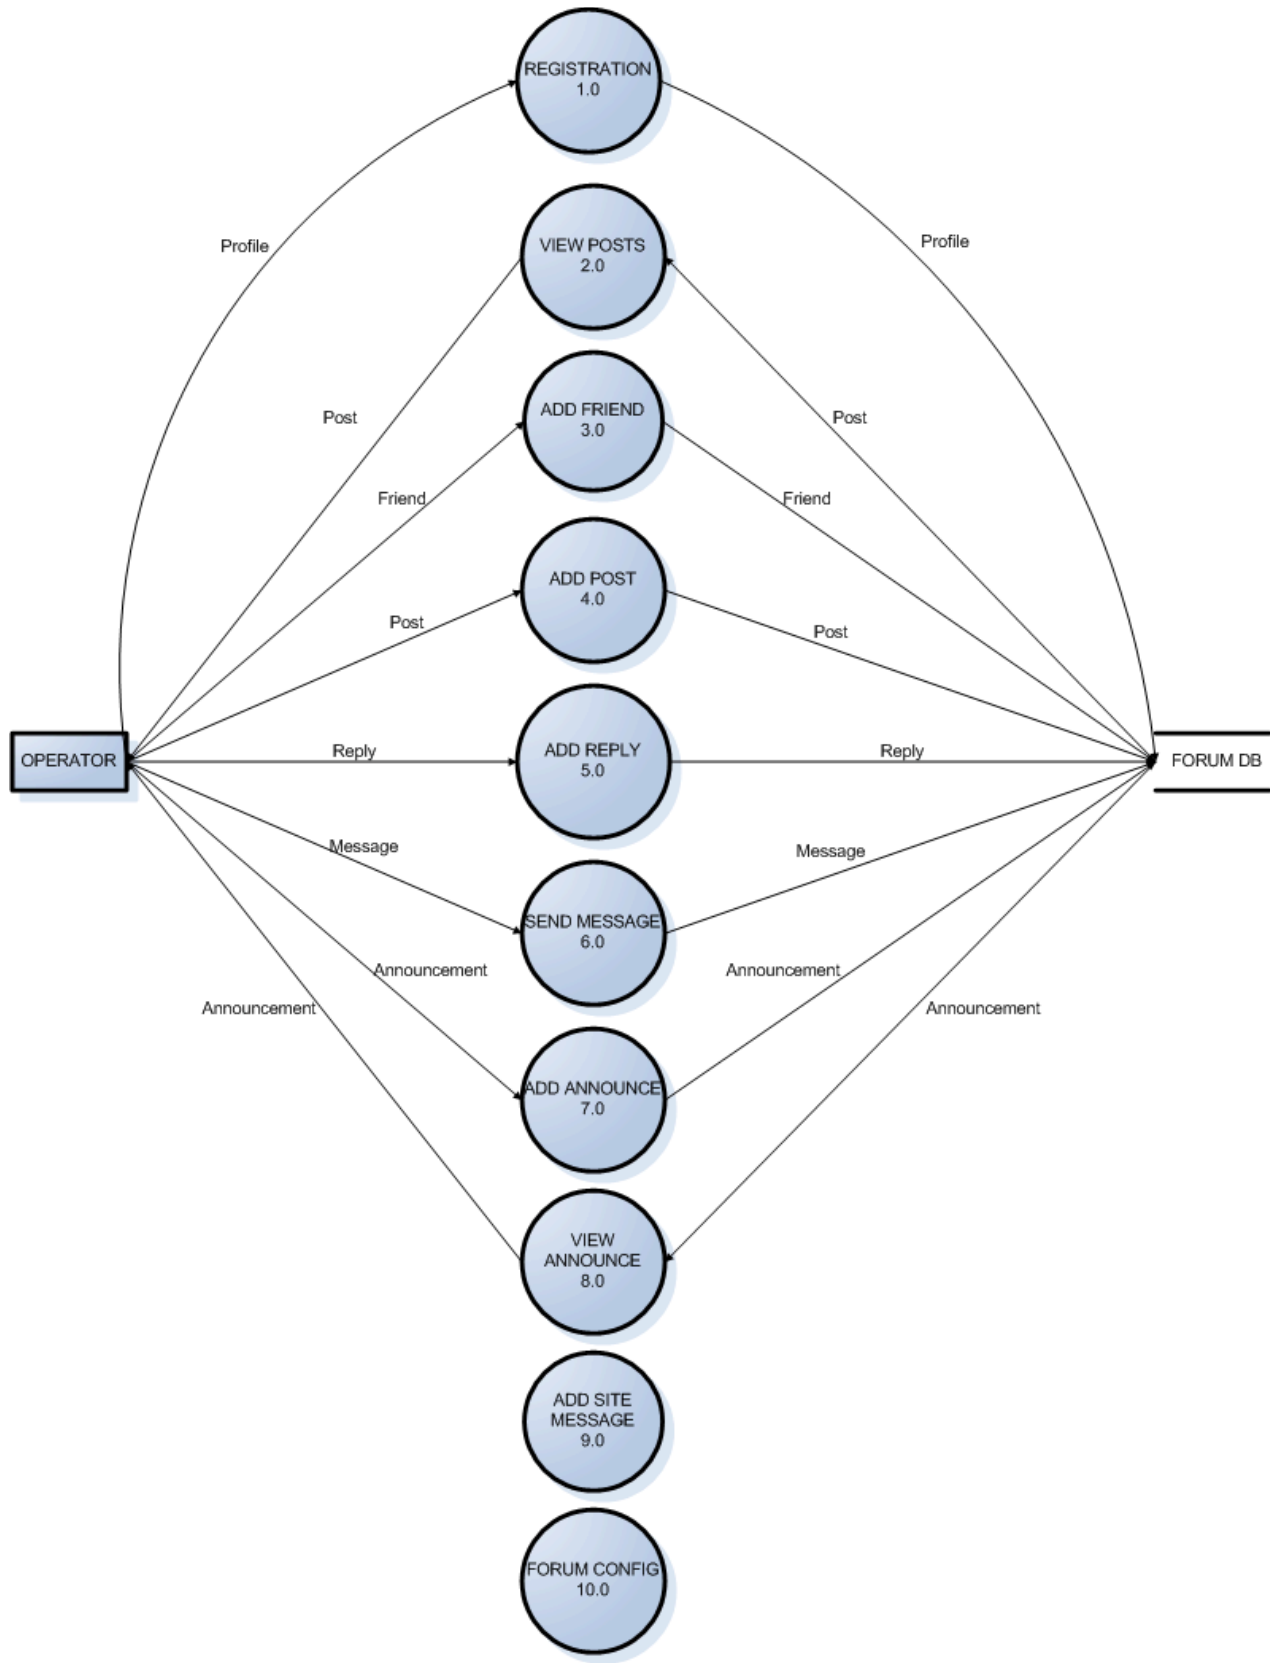 REGISTRATION
1.0
Profile
Profile
VIEW POSTS
2.0
Post
Post
ADD FRIEND
3.0
Friend
Friend
ADD POST
4.0
Post
Post
OPERATOR
Reply
ADD REPLY
5.0
Reply
FORUM DB
Message
Message
SEND MESSAGE
6.0
Announcement
Announcement
Announcement
Announcement
ADD ANNOUNCE
7.0
VIEW
ANNOUNCE
8.0
ADD SITE
MESSAGE
9.0
FORUM CONFIG
10.0